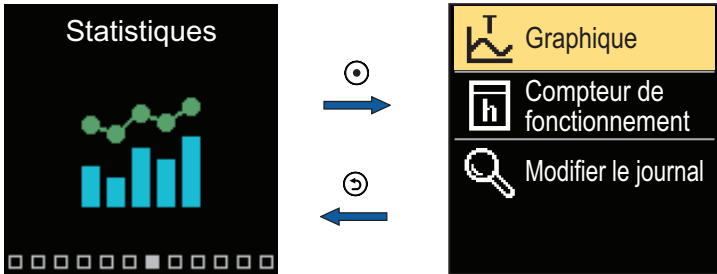 Statistiques
T
Graphique
h
Compteur de
fonctionnement
Modifier le journal